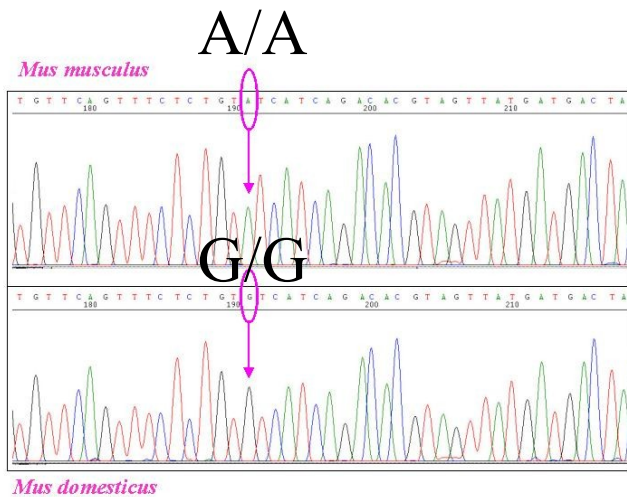 A/A
Mus musculus
T G T T C A G T T T C T C T G T A T C A T C A G A C A C G T A G T T A T G A T G A C T A
180 190 200 210
G/G
T G T T C A G T T T C T C T G T G T C A T C A G A C A C G T A G T T A T G A T G A C T A
180 190 200 210
Mus domesticus